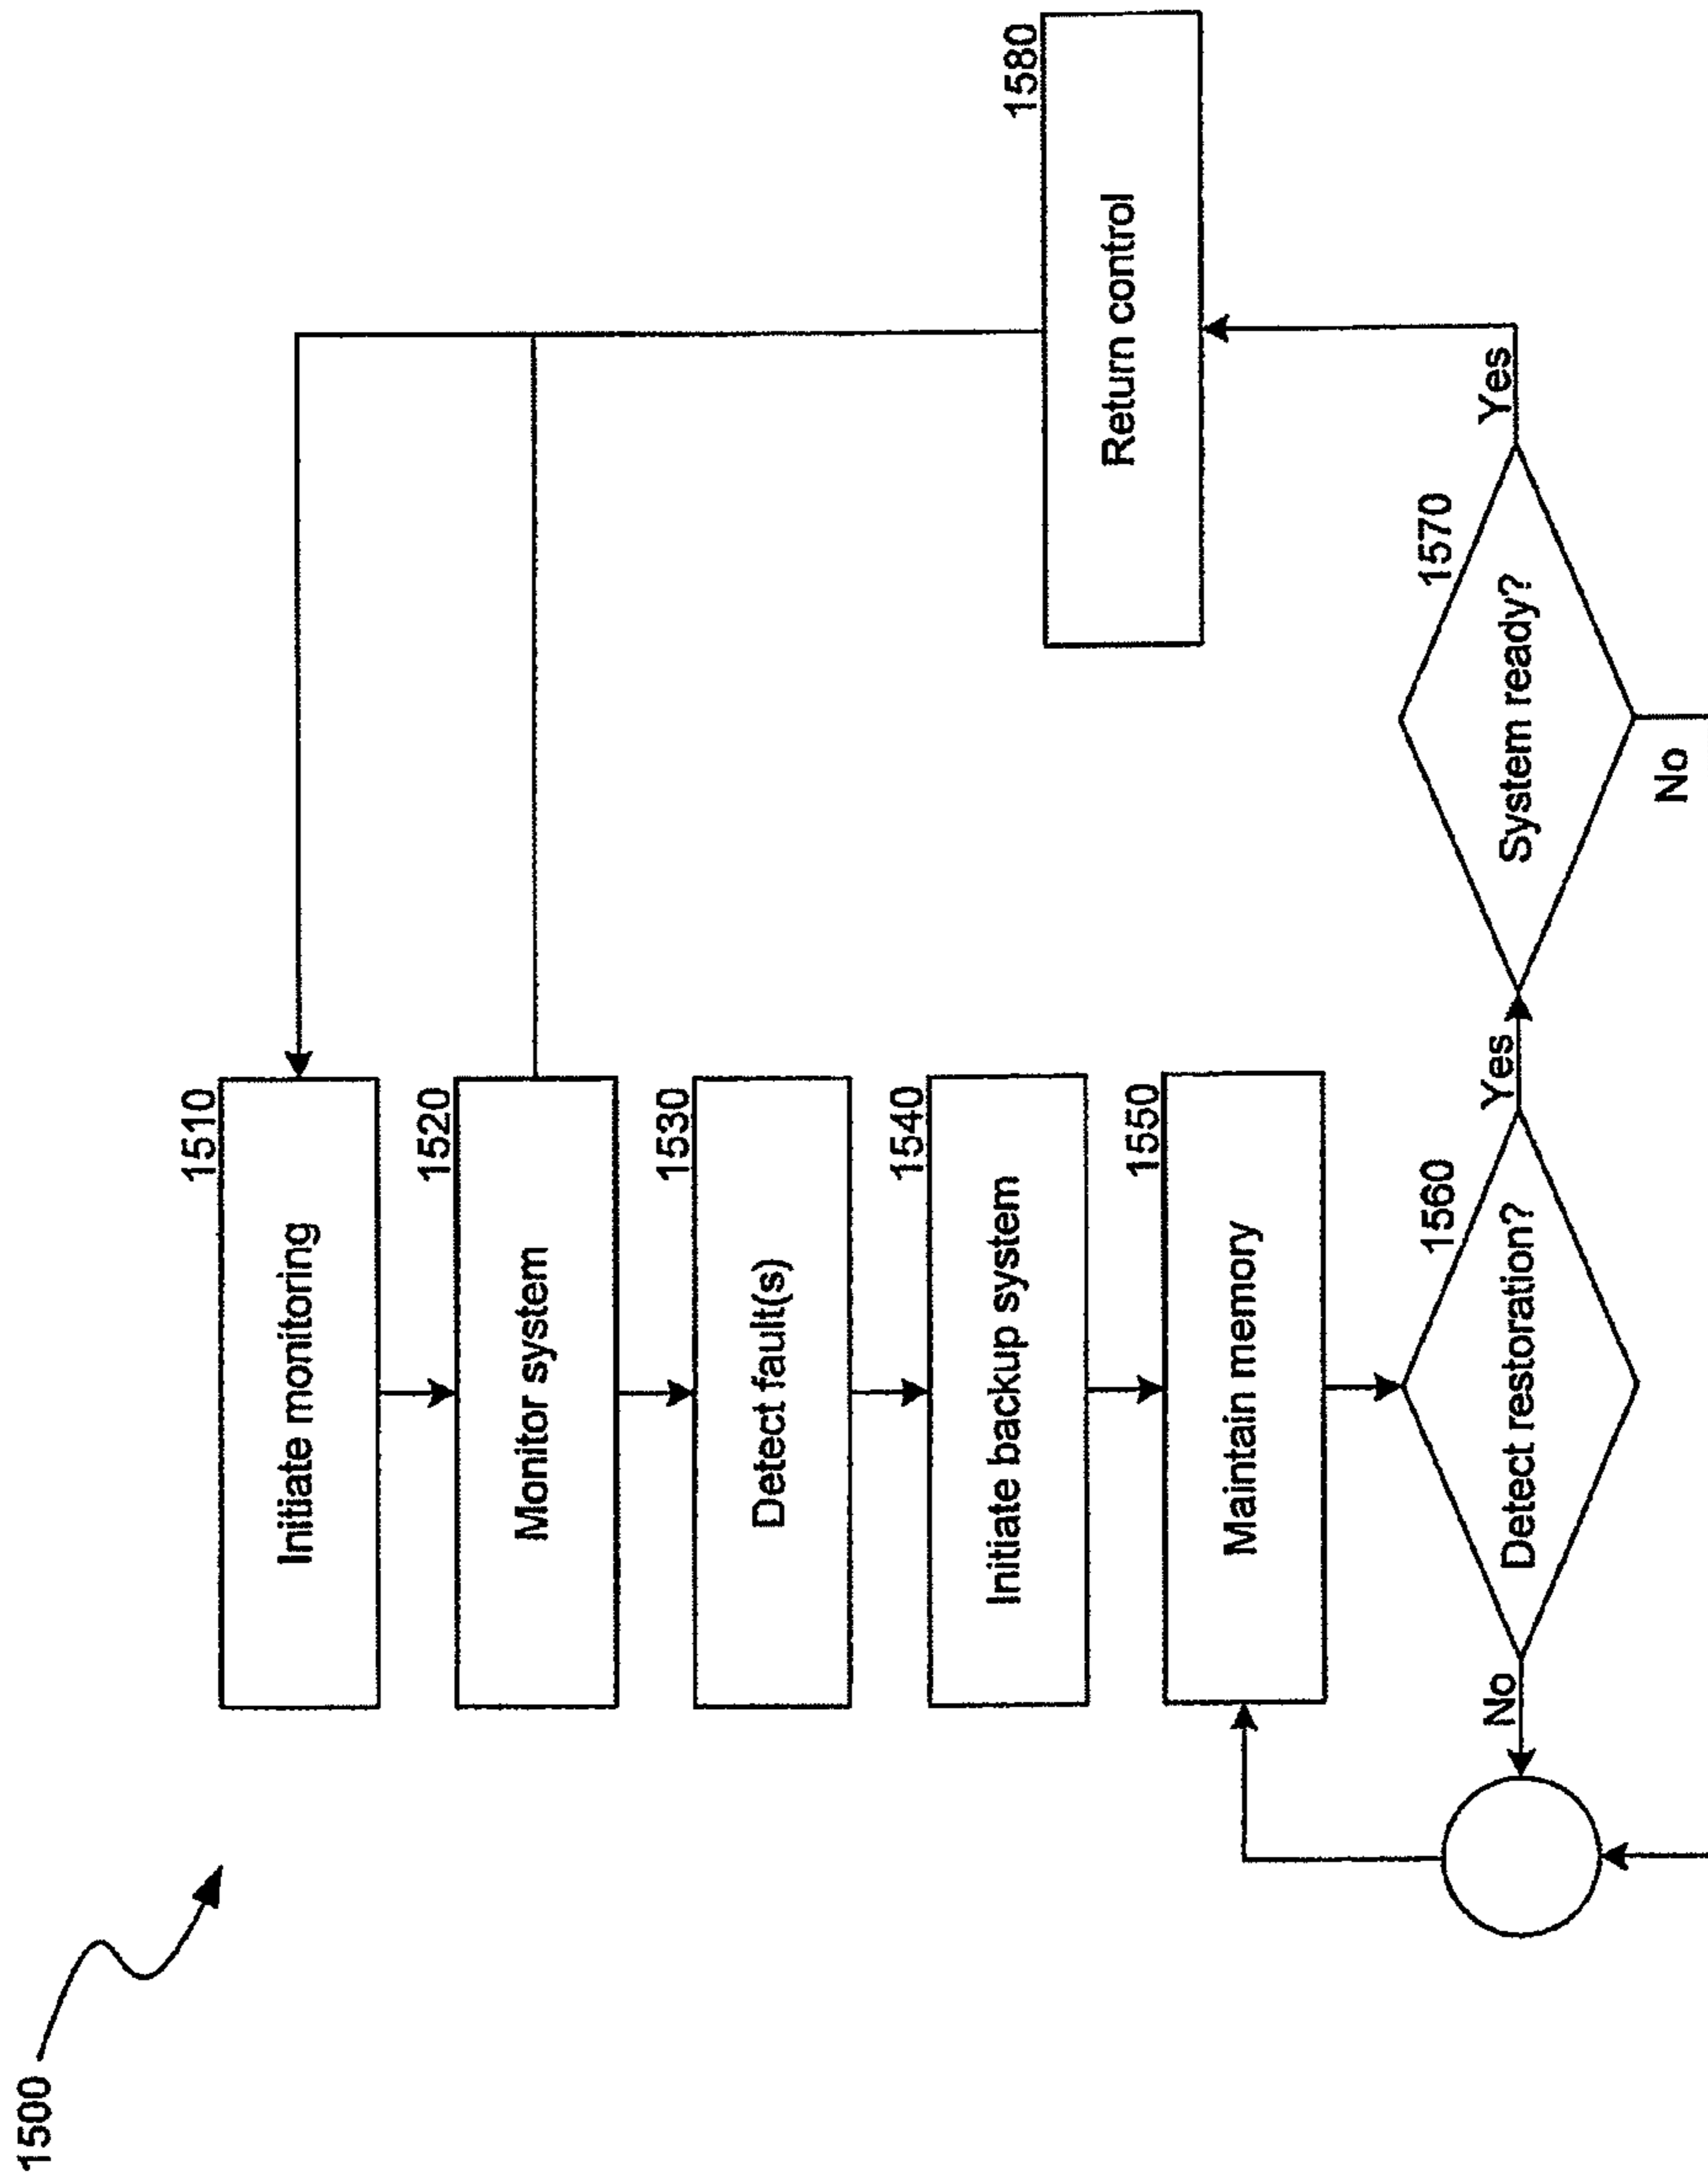 1500
1510
Initiate monitoring
1520
Monitor system
1530
Detect fault(s)
1540
Initiate backup system
1550
Maintain memory
1560
Detect restoration?
No
Yes
1570
System ready?
No
Yes
1580
Return control